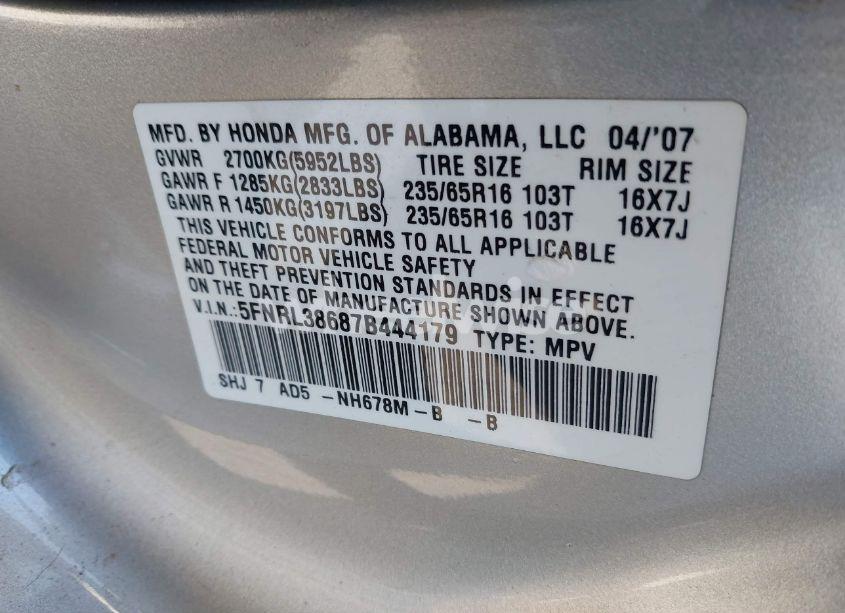 MFD. BY HONDA MFG. OF ALABAMA, LLC 04/'07
GVWR 2700KG(5952LBS) TIRE SIZE RIM SIZE
GAWR F 1285KG(2833LBS) 235/65R16 103T 16X7J
GAWR R 1450KG(3197LBS) 235/65R16 103T 16X7J
THIS VEHICLE CONFORMS TO ALL APPLICABLE
FEDERAL MOTOR VEHICLE SAFETY
AND THEFT PREVENTION STANDARDS IN EFFECT
ON THE DATE OF MANUFACTURE SHOWN ABOVE.
V.I.N.:5FNRL38687B444179 TYPE: MPV
SHJ 7 AD5 -NH678M-B -B